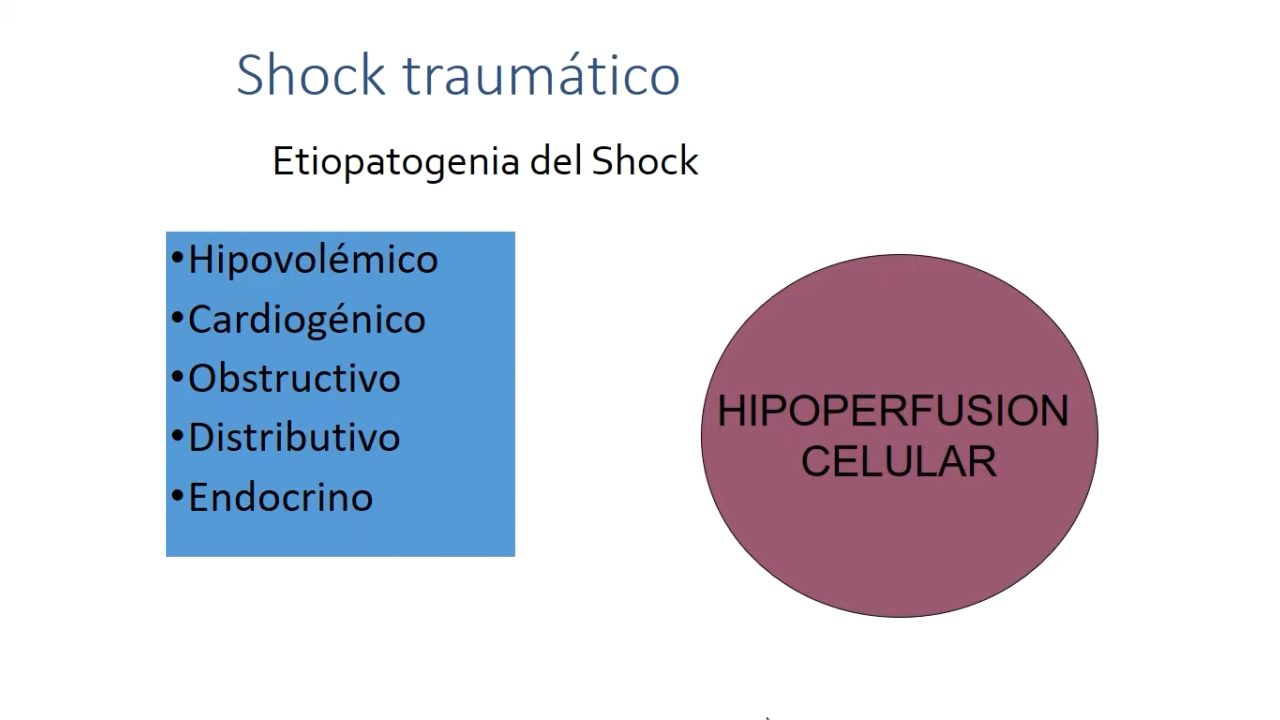 Shock traumático
Etiopatogenia del Shock
•Hipovolémico
•Cardiogénico
•Obstructivo
•Distributivo
•Endocrino
HIPOPERFUSION
CELULAR